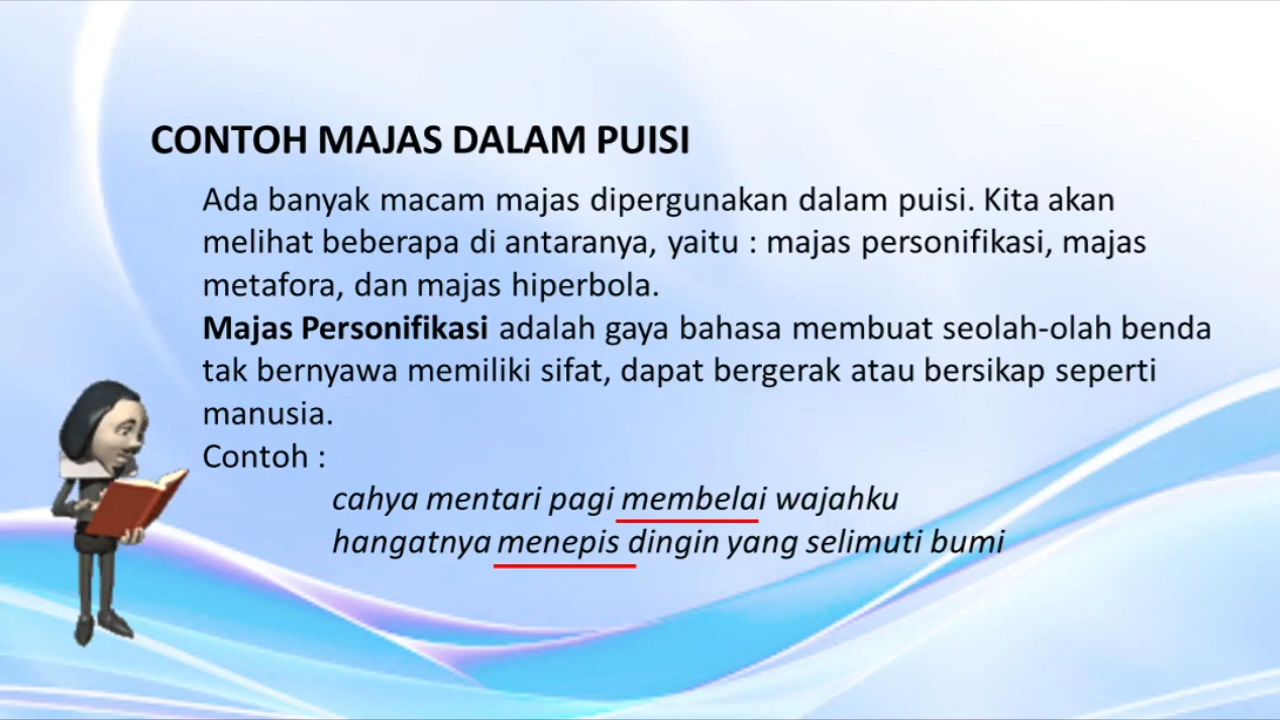 CONTOH MAJAS DALAM PUISI
Ada banyak macam majas dipergunakan dalam puisi. Kita akan
melihat beberapa di antaranya, yaitu : majas personifikasi, majas
metafora, dan majas hiperbola.
Majas Personifikasi adalah gaya bahasa membuat seolah-olah benda
tak bernyawa memiliki sifat, dapat bergerak atau bersikap seperti
manusia.
Contoh :
cahya mentari pagi membelai wajahku
hangatnya menepis dingin yang selimuti bumi